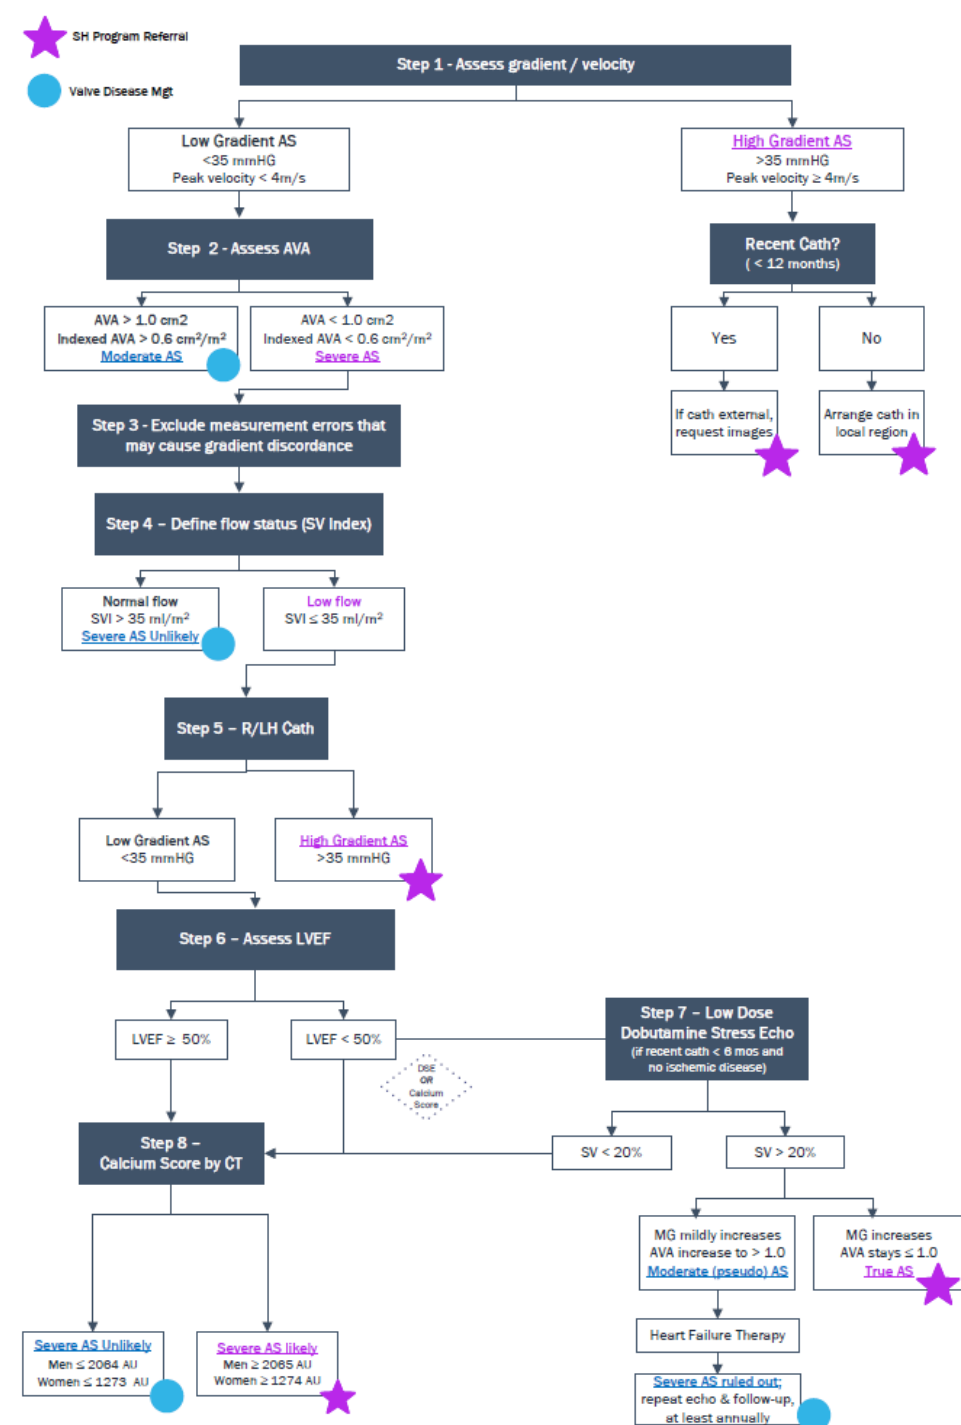 SH Program Referral
Valve Disease Mgt
Step 1 - Assess gradient / velocity
Low Gradient AS
<35 mmHG
Peak velocity < 4m/s
High Gradient AS
>35 mmHG
Peak velocity ≥ 4m/s
Step 2 - Assess AVA
Recent Cath?
( < 12 months)
AVA > 1.0 cm2
Indexed AVA > 0.6 cm²/m²
Moderate AS
AVA < 1.0 cm2
Indexed AVA < 0.6 cm²/m²
Severe AS
Yes
No
If cath external,
request images
Arrange cath in
local region
Step 3 - Exclude measurement errors that
may cause gradient discordance
Step 4 – Define flow status (SV Index)
Normal flow
SVI > 35 ml/m²
Severe AS Unlikely
Low flow
SVI ≤ 35 ml/m²
Step 5 – R/LH Cath
Low Gradient AS
<35 mmHG
High Gradient AS
>35 mmHG
Step 6 – Assess LVEF
LVEF ≥ 50%
LVEF < 50%
Step 7 – Low Dose
Dobutamine Stress Echo
(if recent cath < 6 mos and
no ischemic disease)
DSE
OR
Calcium
Score
Step 8 –
Calcium Score by CT
SV < 20%
SV > 20%
MG mildly increases
AVA increase to > 1.0
Moderate (pseudo) AS
MG increases
AVA stays ≤ 1.0
True AS
Heart Failure Therapy
Severe AS Unlikely
Men ≤ 2064 AU
Women ≤ 1273 AU
Severe AS likely
Men ≥ 2065 AU
Women ≥ 1274 AU
Severe AS ruled out;
repeat echo & follow-up,
at least annually